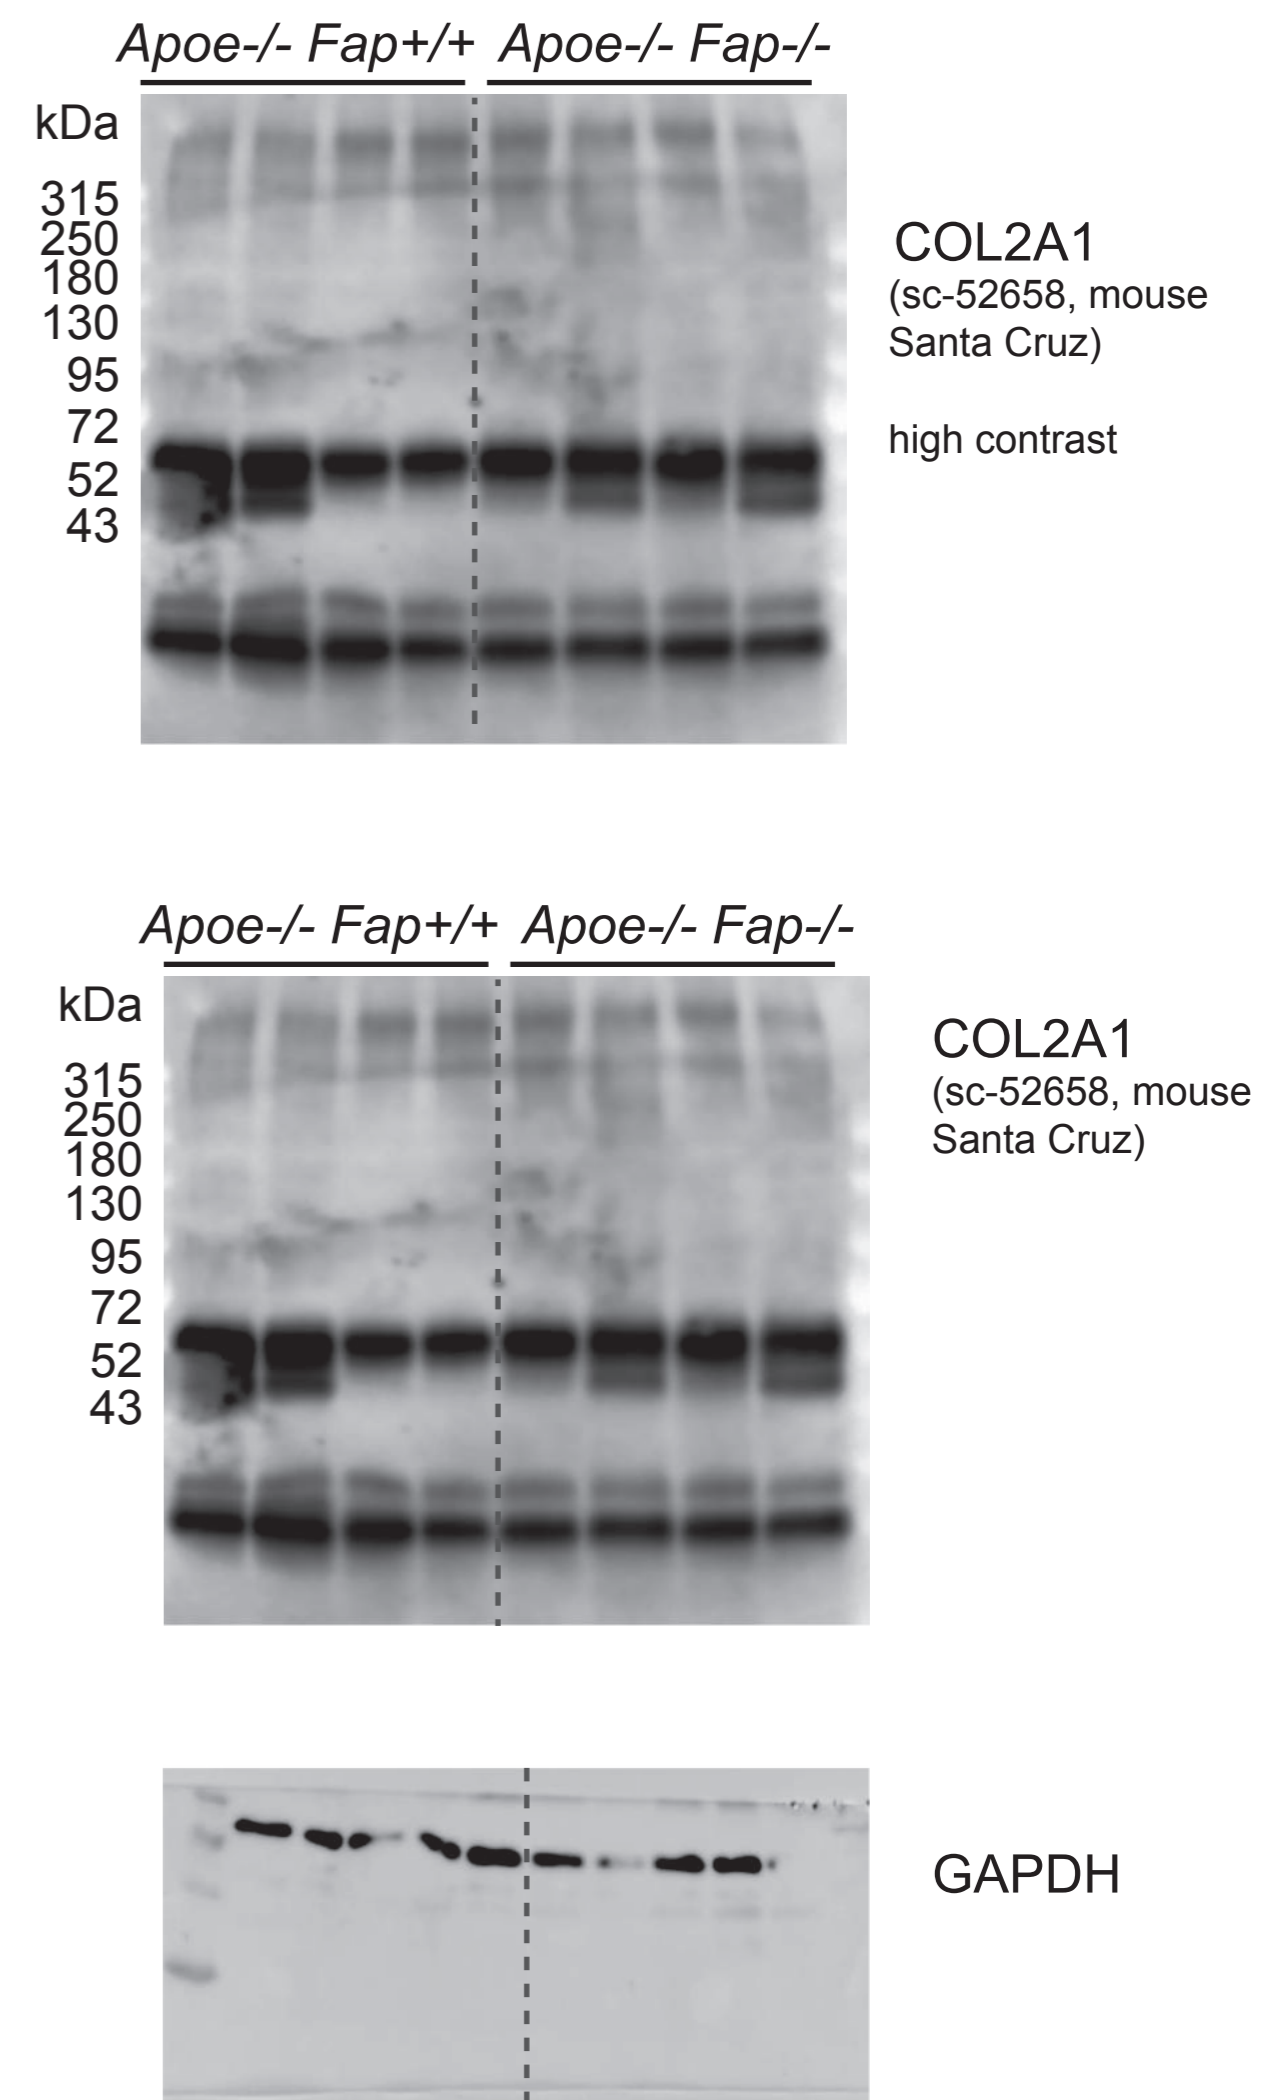 Apoe-/- Fap+/+ Apoe-/- Fap-/-
kDa
315
250
180
130
95
72
52
43
COL2A1
(sc-52658, mouse
Santa Cruz)
high contrast
Apoe-/- Fap+/+ Apoe-/- Fap-/-
kDa
315
250
180
130
95
72
52
43
COL2A1
(sc-52658, mouse
Santa Cruz)
GAPDH